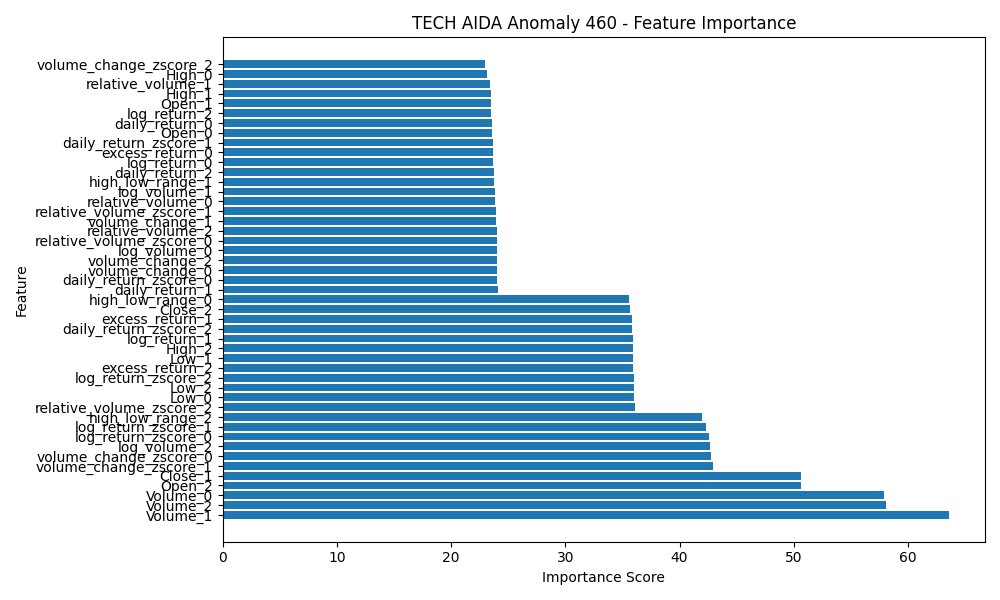 TECH AIDA Anomaly 460 - Feature Importance
volume_change_zscore_2
High_0
relative_volume_1
High_1
Open_1
log_return_2
daily_return_0
Open_0
daily_return_zscore_1
excess_return_0
log_return_0
daily_return_2
high_low_range_1
log_volume_1
relative_volume_0
relative_volume_zscore_1
volume_change_1
relative_volume_2
relative_volume_zscore_0
log_volume_0
volume_change_2
volume_change_0
daily_return_zscore_0
daily_return_1
high_low_range_0
Close_2
excess_return_1
daily_return_zscore_2
log_return_1
High_2
Low_1
excess_return_2
log_return_zscore_2
Low_2
Low_0
relative_volume_zscore_2
high_low_range_2
log_return_zscore_1
log_return_zscore_0
log_volume_2
volume_change_zscore_0
volume_change_zscore_1
Close_1
Open_2
Volume_0
Volume_2
Volume_1
Feature
0 10 20 30 40 50 60
Importance Score